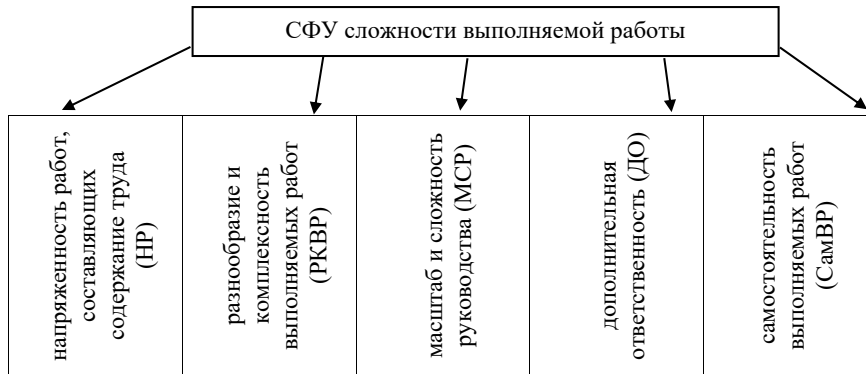 СФУ сложности выполняемой работы
напряженность работ,
составляющих
содержание труда
(НР)
разнообразие и
комплексность
выполняемых работ
(РКВР)
масштаб и сложность
руководства (МСР)
дополнительная
ответственность (ДО)
самостоятельность
выполняемых работ
(СамВР)